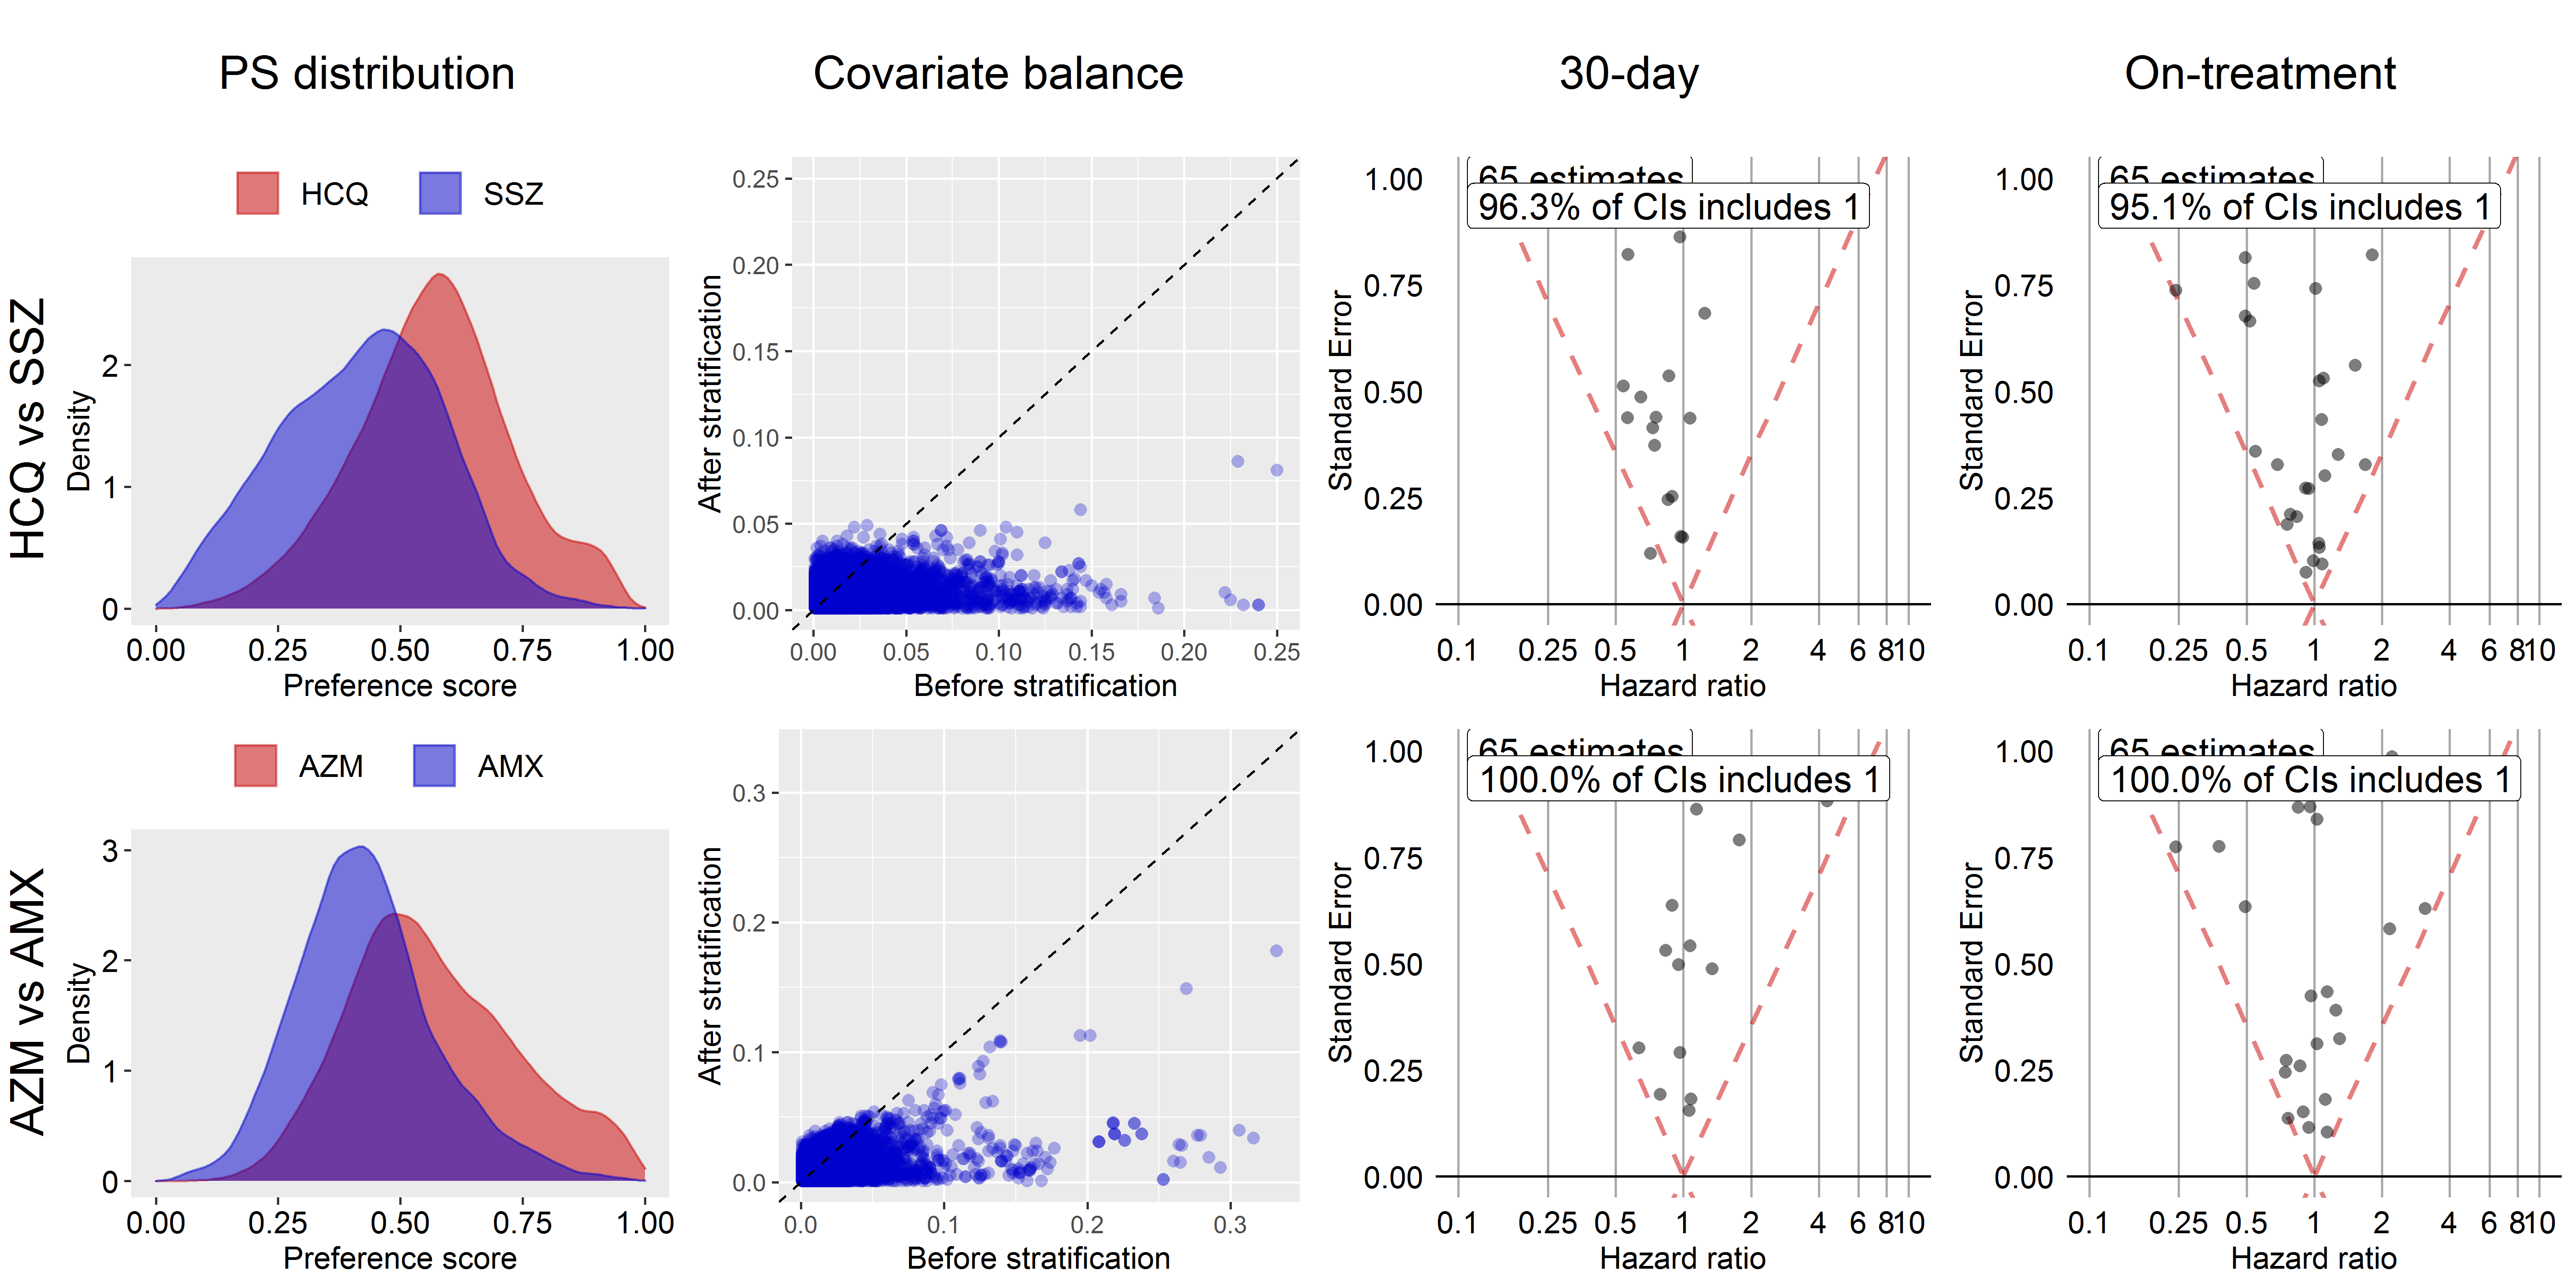 PS distribution
Covariate balance
30-day
On-treatment
HCQ vs SSZ
HCQ
SSZ
Density
2
1
0
0.00 0.25 0.50 0.75 1.00
Preference score
After stratification
0.25
0.20
0.15
0.10
0.05
0.00
0.00 0.05 0.10 0.15 0.20 0.25
Before stratification
Standard Error
1.00
0.75
0.50
0.25
0.00
65 estimates
96.3% of CIs includes 1
0.1 0.25 0.5 1 2 4 6 8 10
Hazard ratio
Standard Error
1.00
0.75
0.50
0.25
0.00
65 estimates
95.1% of CIs includes 1
0.1 0.25 0.5 1 2 4 6 8 10
Hazard ratio
AZM vs AMX
AZM
AMX
Density
3
2
1
0
0.00 0.25 0.50 0.75 1.00
Preference score
After stratification
0.3
0.2
0.1
0.0
0.0 0.1 0.2 0.3
Before stratification
Standard Error
1.00
0.75
0.50
0.25
0.00
65 estimates
100.0% of CIs includes 1
0.1 0.25 0.5 1 2 4 6 8 10
Hazard ratio
Standard Error
1.00
0.75
0.50
0.25
0.00
65 estimates
100.0% of CIs includes 1
0.1 0.25 0.5 1 2 4 6 8 10
Hazard ratio